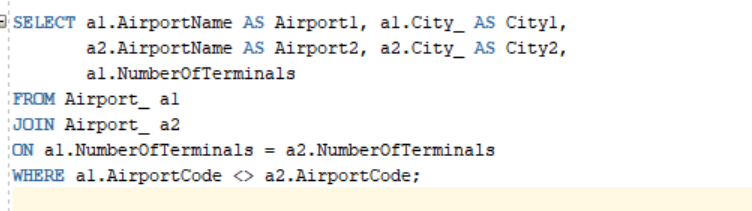 SELECT a1.AirportName AS Airport1, a1.City_ AS City1,
a2.AirportName AS Airport2, a2.City_ AS City2,
a1.NumberOfTerminals
FROM Airport_ a1
JOIN Airport_ a2
ON a1.NumberOfTerminals = a2.NumberOfTerminals
WHERE a1.AirportCode <> a2.AirportCode;